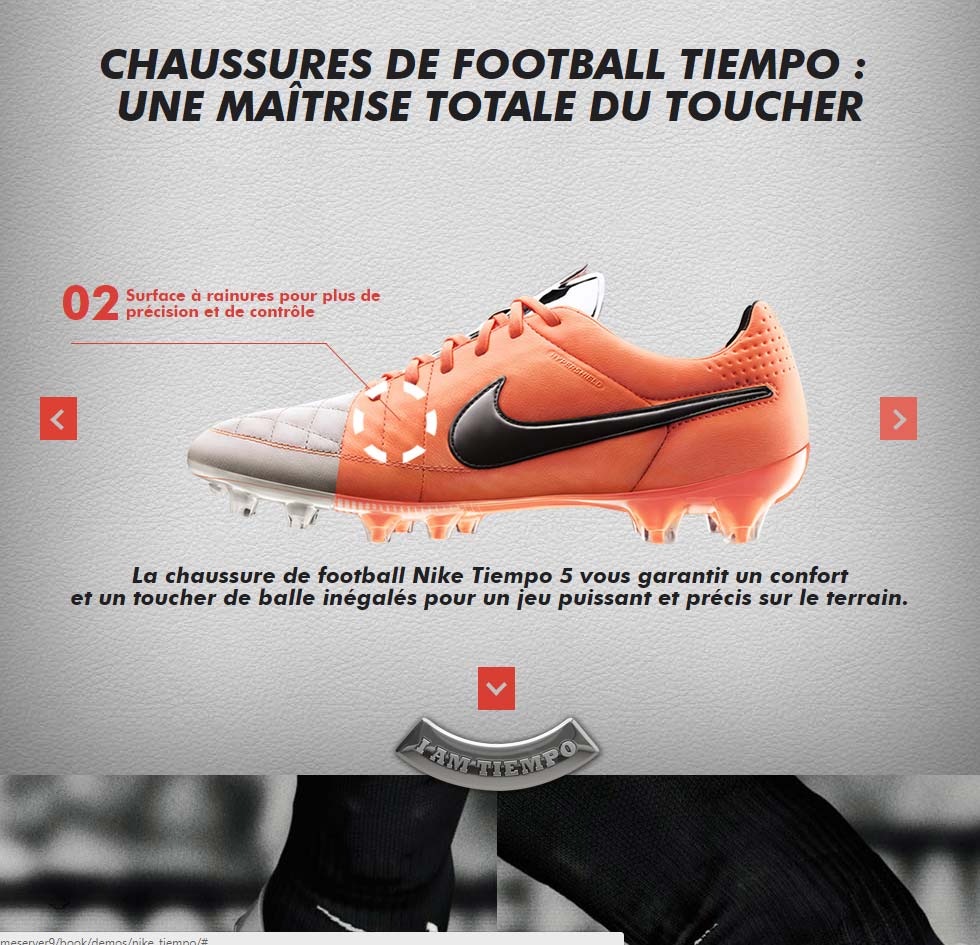 CHAUSSURES DE FOOTBALL TIEMPO :
UNE MAÎTRISE TOTALE DU TOUCHER
02 Surface à rainures pour plus de
précision et de contrôle
HYPERSHIELD
La chaussure de football Nike Tiempo 5 vous garantit un confort
et un toucher de balle inégalés pour un jeu puissant et précis sur le terrain.
I AM TIEMPO
meserver9/book/demos/nike_tiempo/#